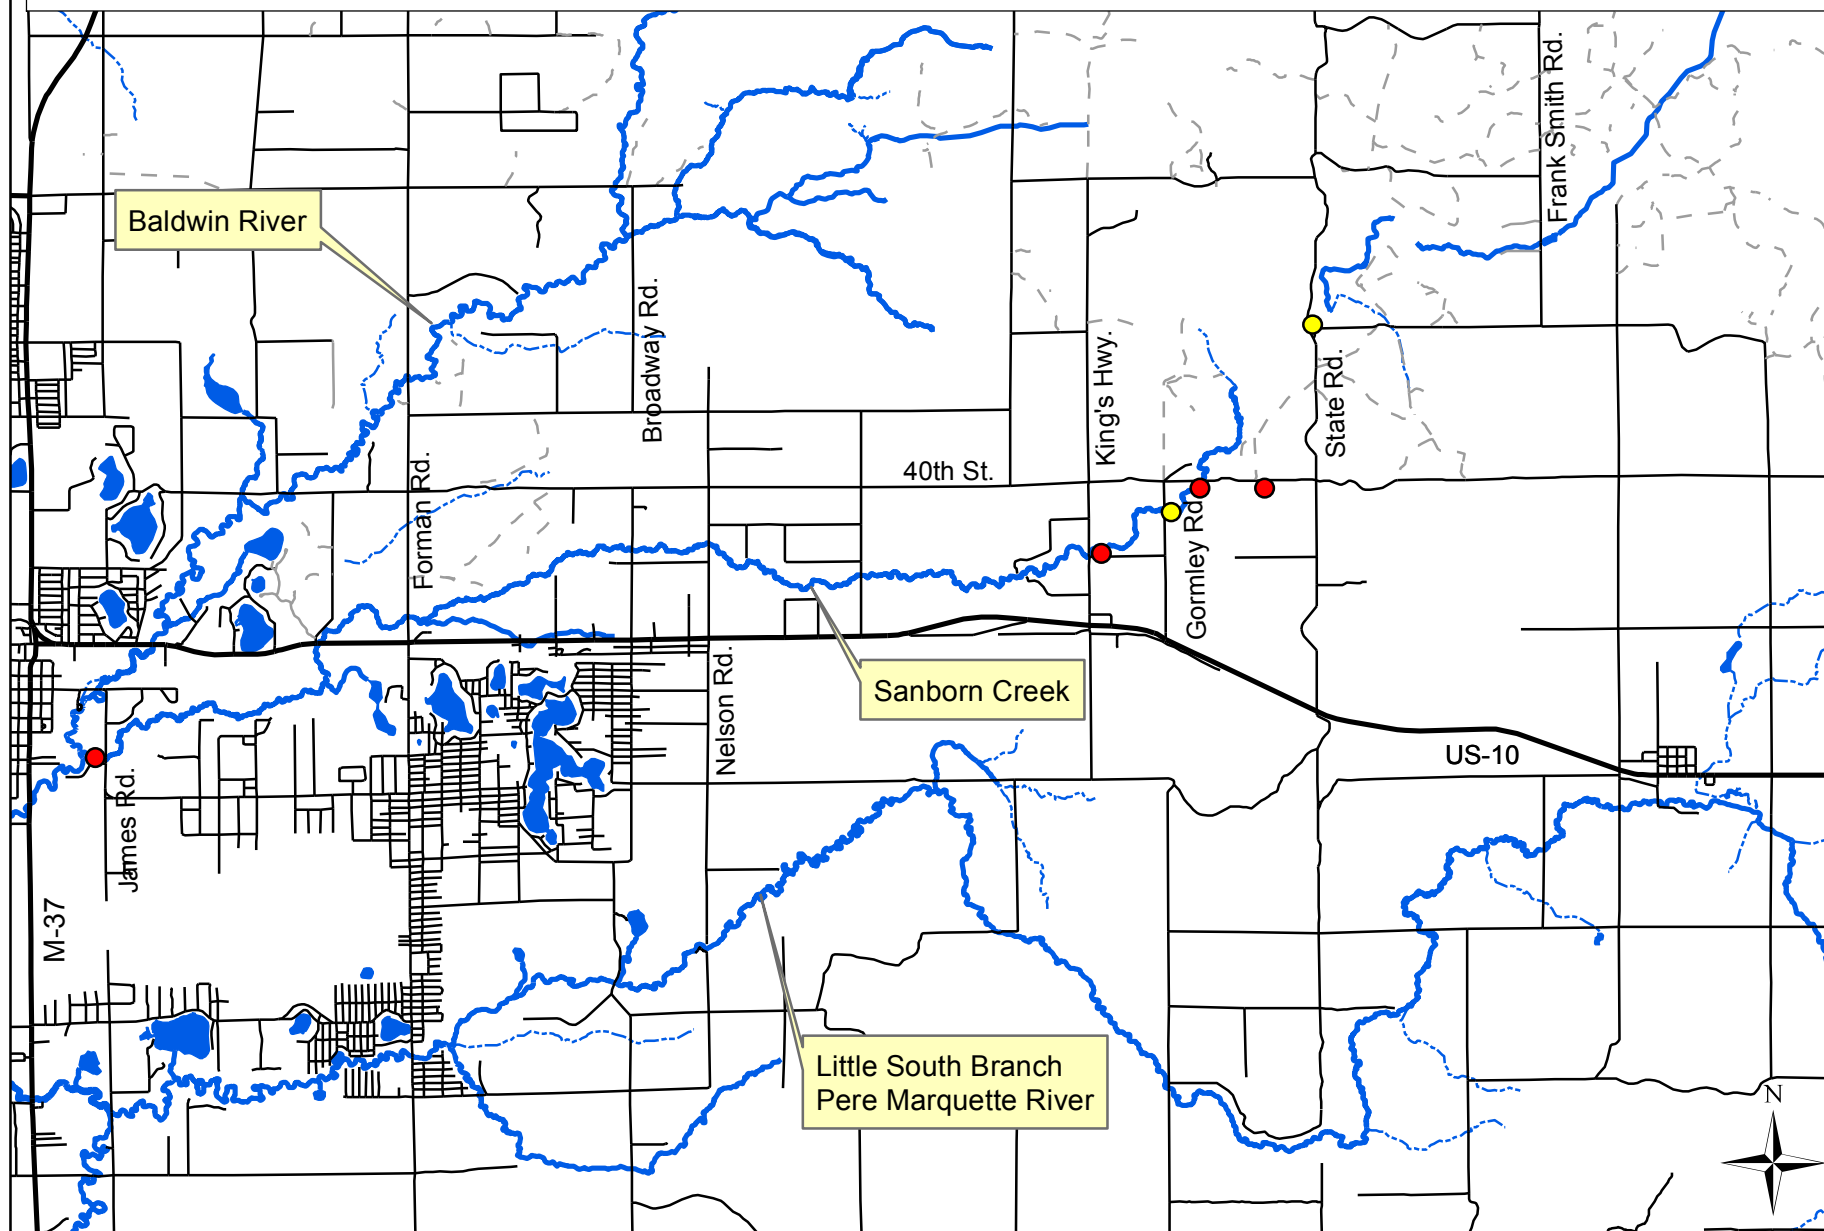 Frank Smith Rd.
Baldwin River
Broadway Rd.
King's Hwy.
State Rd.
40th St.
Forman Rd.
Gormley Rd
Sanborn Creek
Nelson Rd.
US-10
James Rd.
M-37
Little South Branch
Pere Marquette River
N